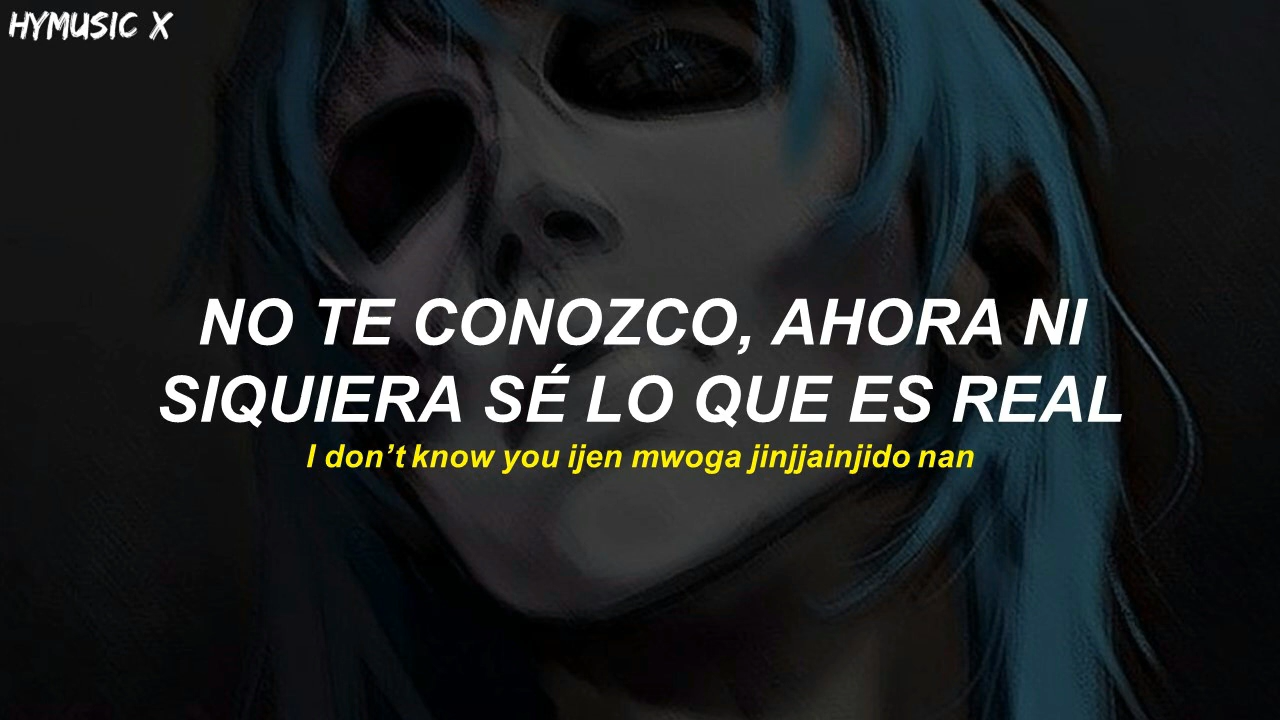 HYMUSIC X
NO TE CONOZCO, AHORA NI
SIQUIERA SÉ LO QUE ES REAL
I don’t know you ijen mwoga jinjjainjido nan